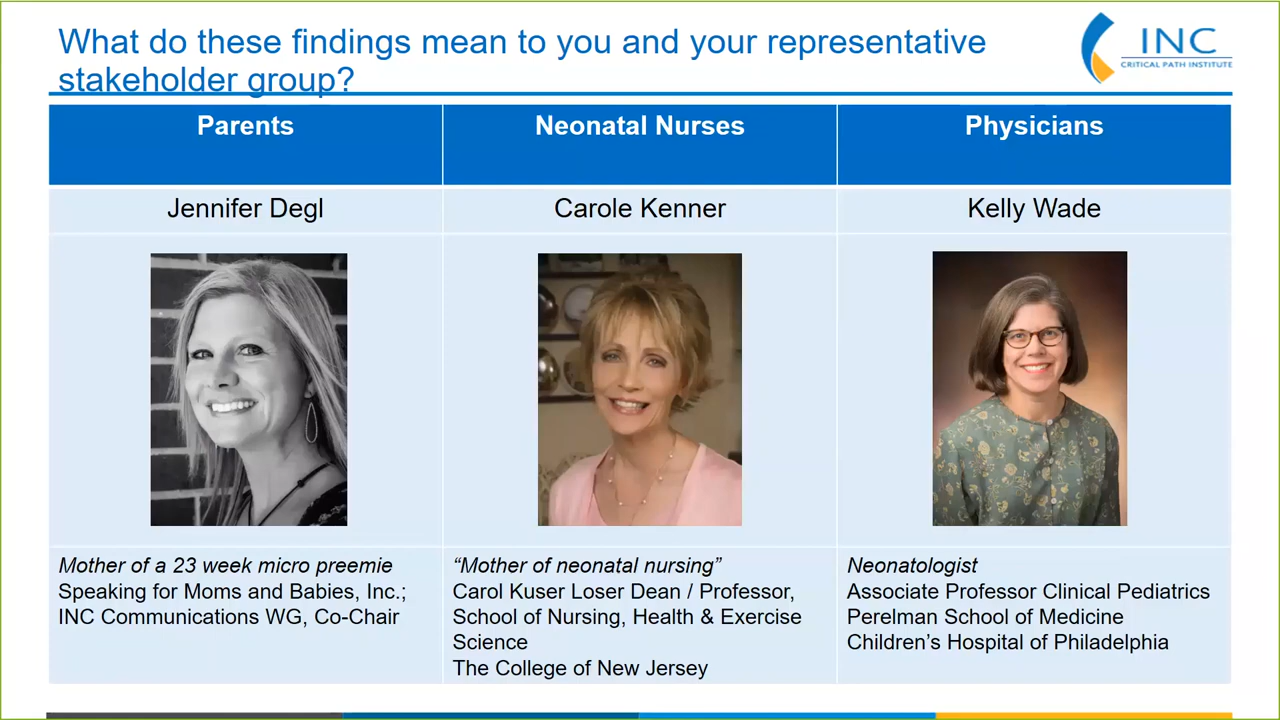 What do these findings mean to you and your representative
stakeholder group?
INC
CRITICAL PATH INSTITUTE
Parents
Neonatal Nurses
Physicians
Jennifer Degl
Carole Kenner
Kelly Wade
Mother of a 23 week micro preemie
Speaking for Moms and Babies, Inc.;
INC Communications WG, Co-Chair
“Mother of neonatal nursing”
Carol Kuser Loser Dean / Professor,
School of Nursing, Health & Exercise
Science
The College of New Jersey
Neonatologist
Associate Professor Clinical Pediatrics
Perelman School of Medicine
Children’s Hospital of Philadelphia